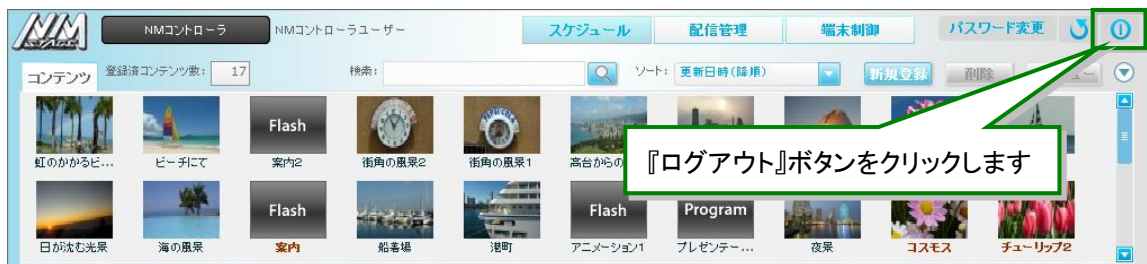 NM STAGE NMコントローラ NMコントローラユーザー スケジュール 配信管理 端末制御 パスワード変更
コンテンツ 登録済コンテンツ数: 17 検索: ソート: 更新日時(降順) 新規登録 削除
Flash
虹のかかるビ... ビーチにて 案内2 街角の風景2 街角の風景1 高台からの
『ログアウト』ボタンをクリックします
Flash Flash Program
日が沈む光景 海の風景 案内 船着場 港町 アニメーション1 プレゼンテー... 夜景 コスモス チューリップ2